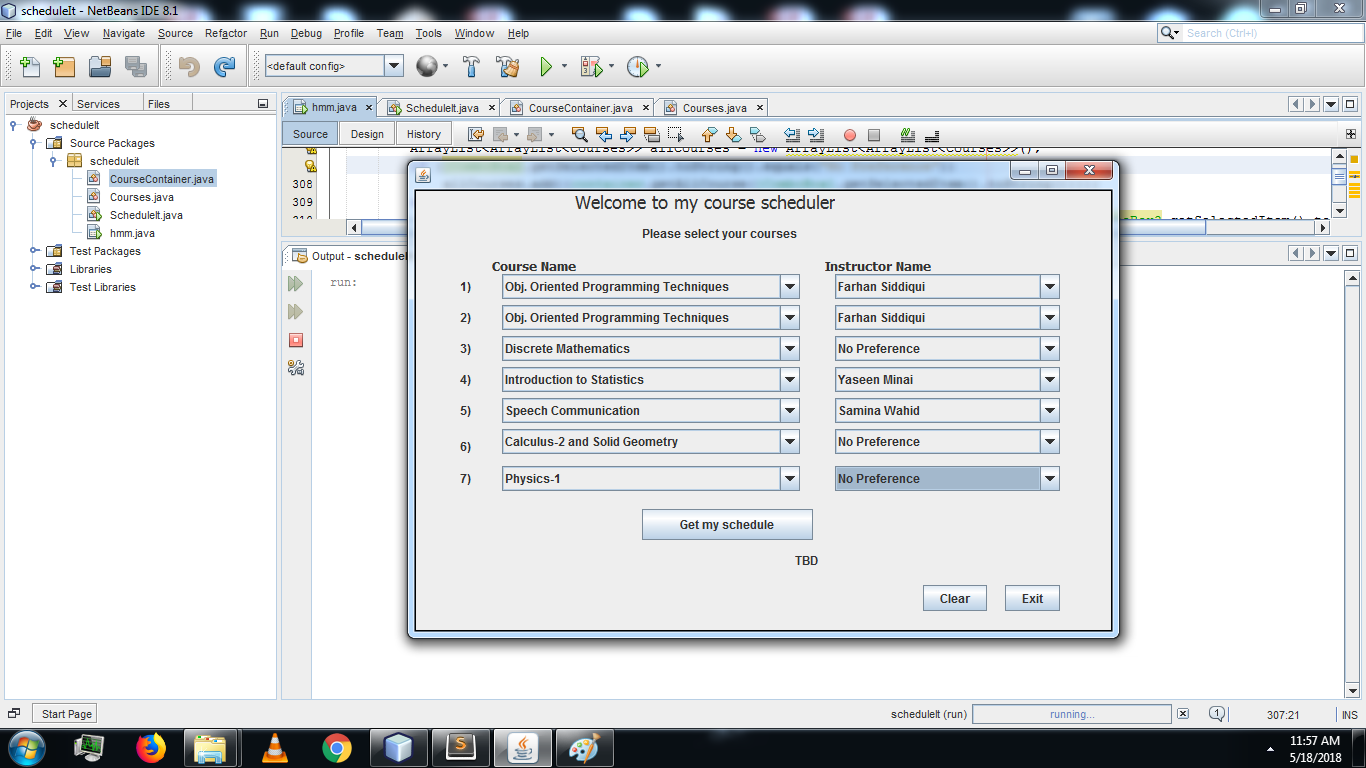 scheduleIt - NetBeans IDE 8.1
File Edit View Navigate Source Refactor Run Debug Profile Team Tools Window Help
Search (Ctrl+I)
<default config>
Projects Services Files
hmm.java ScheduleIt.java CourseContainer.java Courses.java
Source Design History
scheduleIt
Source Packages
scheduleit
CourseContainer.java
Courses.java
ScheduleIt.java
hmm.java
Test Packages
Libraries
Test Libraries
ArrayList<ArrayList<Courses>> allCourses = new ArrayList<ArrayList<Courses>>();
308
309
.getSelectedItem().to
Output - schedule
run:
Welcome to my course scheduler
Please select your courses
Course Name Instructor Name
1) Obj. Oriented Programming Techniques Farhan Siddiqui
2) Obj. Oriented Programming Techniques Farhan Siddiqui
3) Discrete Mathematics No Preference
4) Introduction to Statistics Yaseen Minai
5) Speech Communication Samina Wahid
6) Calculus-2 and Solid Geometry No Preference
7) Physics-1 No Preference
Get my schedule
TBD
Clear Exit
Start Page
scheduleIt (run) running... 1 307:21 INS
11:57 AM
5/18/2018